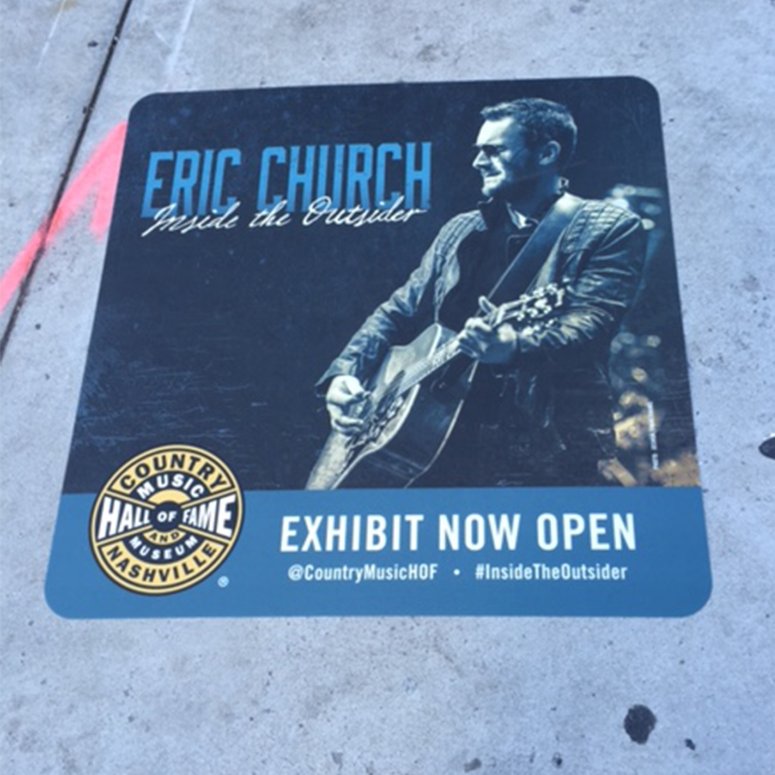 ERIC CHURCH
Inside the Outsider
COUNTRY
MUSIC
HALL OF FAME
AND
MUSEUM
NASHVILLE
®
EXHIBIT NOW OPEN
@CountryMusicHOF • #InsideTheOutsider